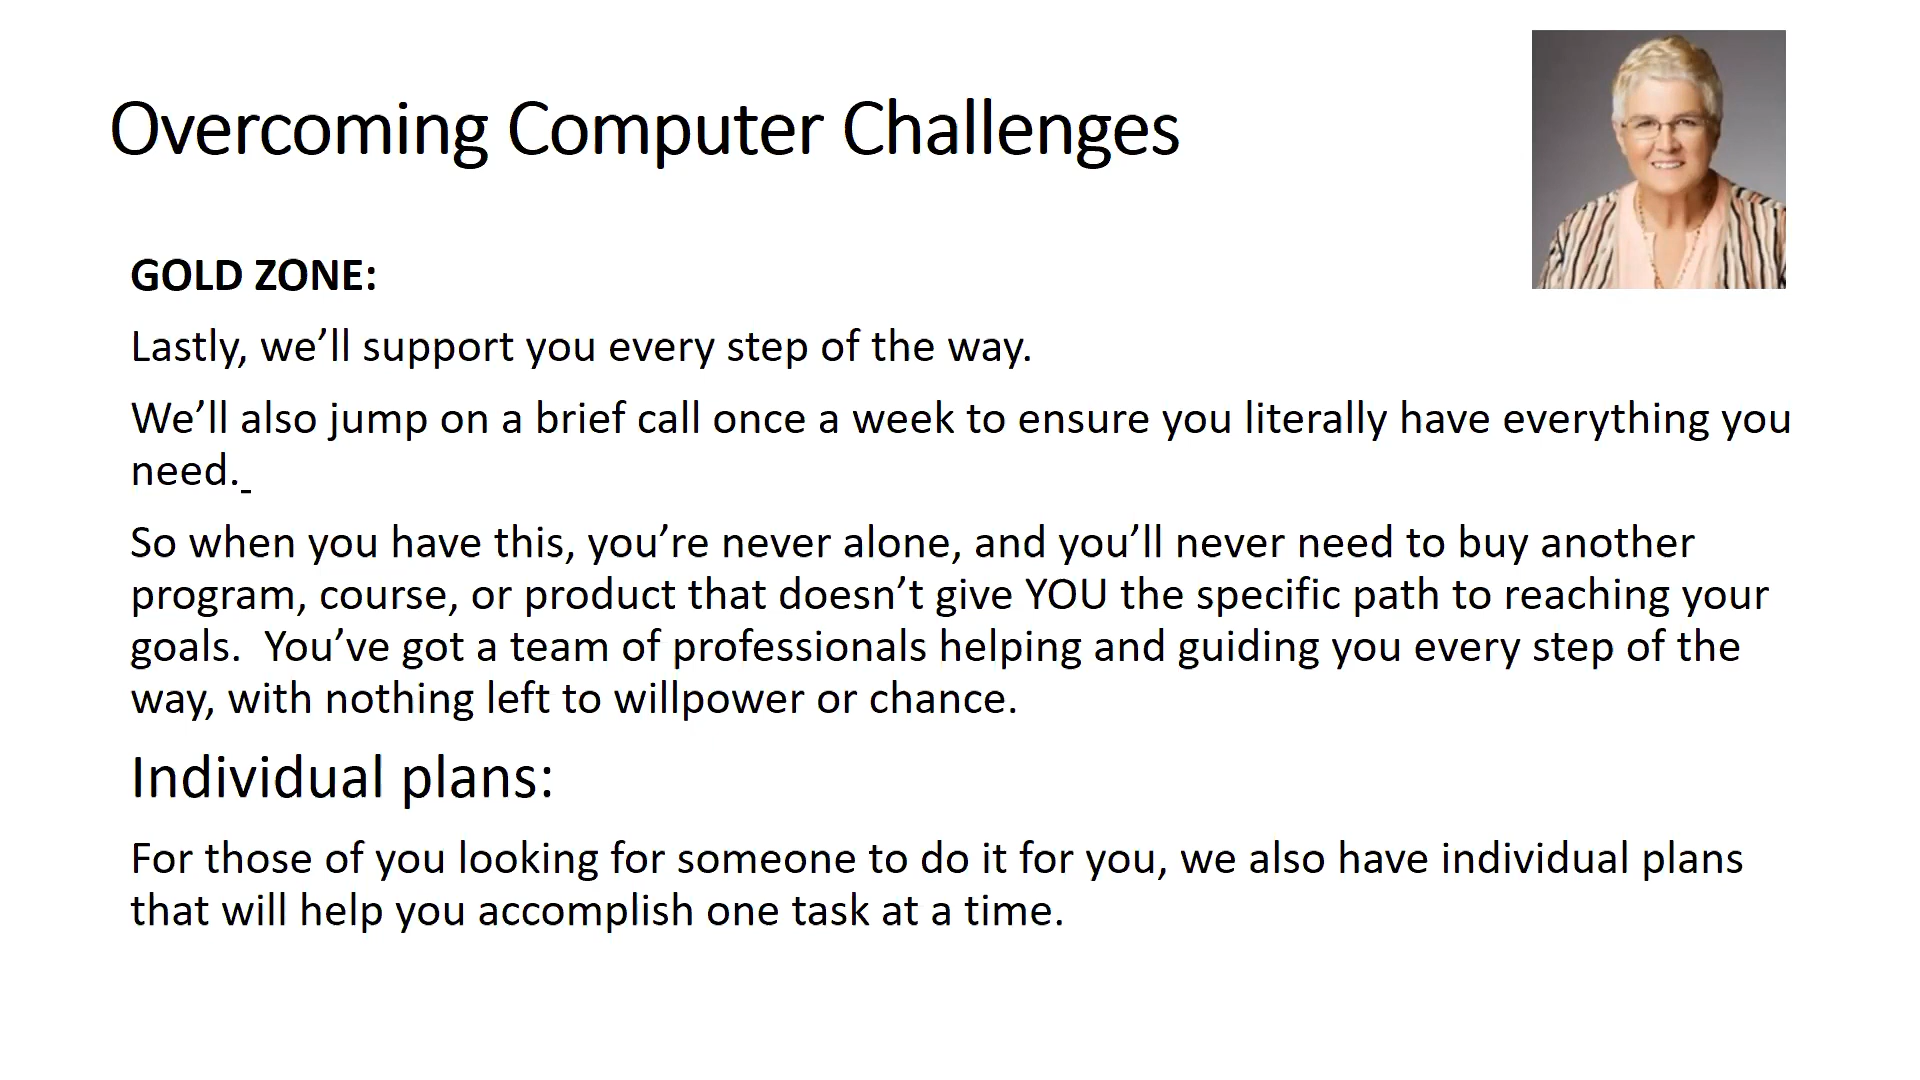 Overcoming Computer Challenges
GOLD ZONE:
Lastly, we’ll support you every step of the way.
We’ll also jump on a brief call once a week to ensure you literally have everything you
need.
So when you have this, you’re never alone, and you’ll never need to buy another
program, course, or product that doesn’t give YOU the specific path to reaching your
goals.  You’ve got a team of professionals helping and guiding you every step of the
way, with nothing left to willpower or chance.
Individual plans:
For those of you looking for someone to do it for you, we also have individual plans
that will help you accomplish one task at a time.